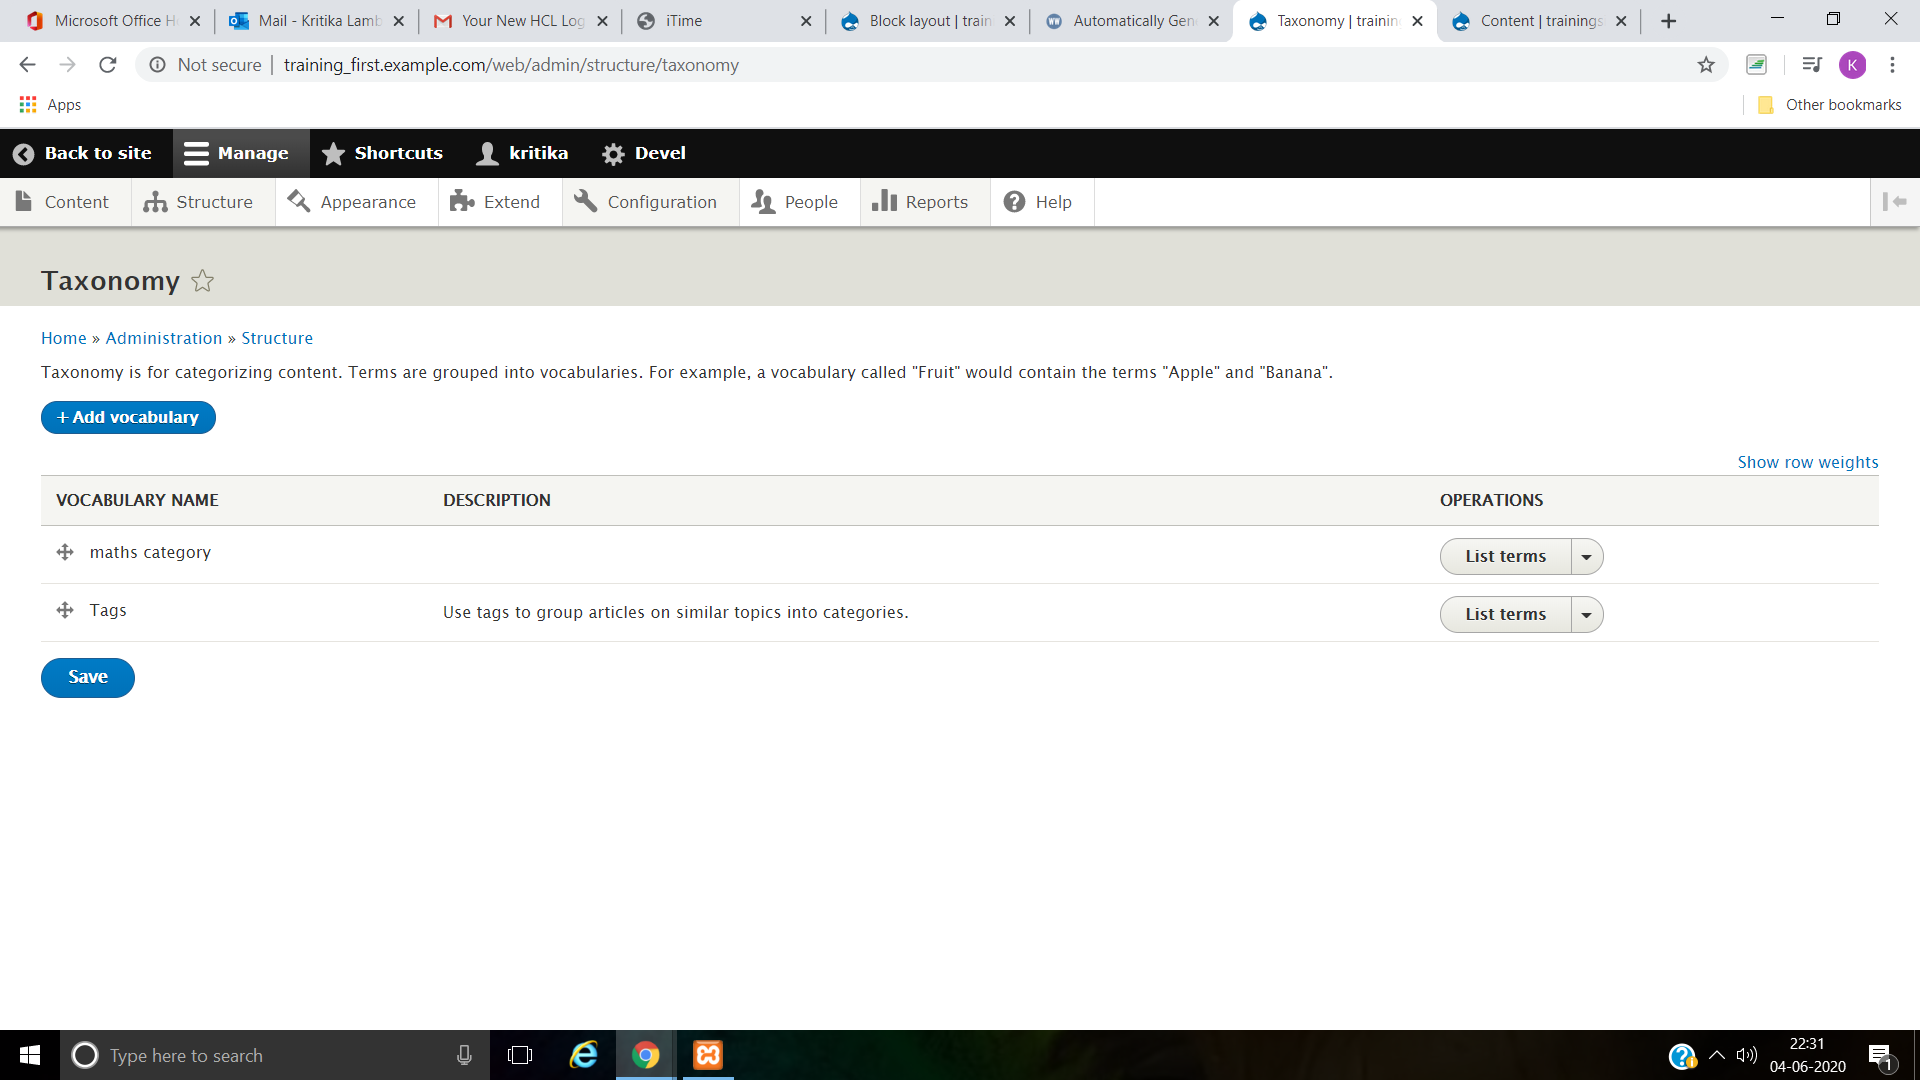 Microsoft Office H
Mail - Kritika Lamb
Your New HCL Log
iTime
Block layout | train
Automatically Gen
Taxonomy | trainin
Content | trainings
Not secure
training_first.example.com/web/admin/structure/taxonomy
K
Apps
Other bookmarks
Back to site
Manage
Shortcuts
kritika
Devel
Content
Structure
Appearance
Extend
Configuration
People
Reports
Help
Taxonomy
Home » Administration » Structure
Taxonomy is for categorizing content. Terms are grouped into vocabularies. For example, a vocabulary called "Fruit" would contain the terms "Apple" and "Banana".
+ Add vocabulary
Show row weights
VOCABULARY NAME
DESCRIPTION
OPERATIONS
maths category
List terms
Tags
Use tags to group articles on similar topics into categories.
List terms
Save
Type here to search
22:31
04-06-2020
1